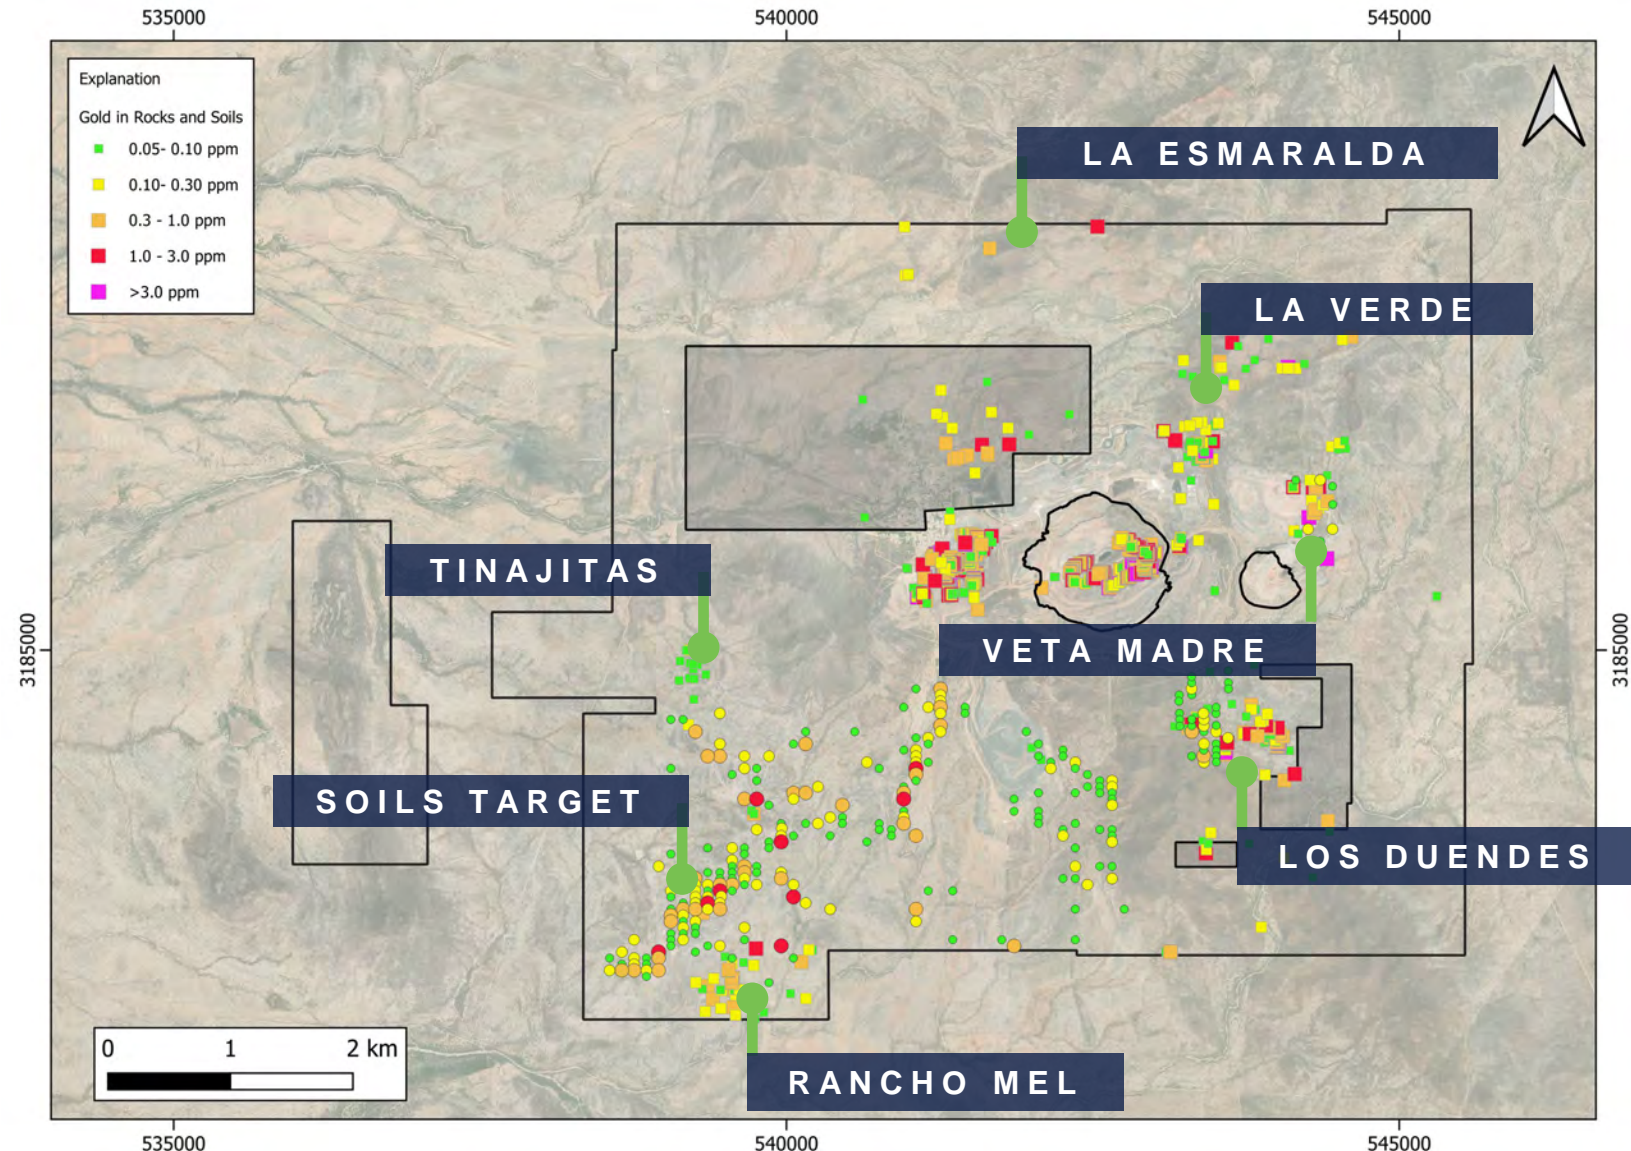 535000
540000
545000
Explanation
Gold in Rocks and Soils
0.05- 0.10 ppm
0.10- 0.30 ppm
0.3 - 1.0 ppm
1.0 - 3.0 ppm
>3.0 ppm
LA ESMARALDA
LA VERDE
TINAJITAS
3185000
3185000
VETA MADRE
SOILS TARGET
LOS DUENDES
0 1 2 km
RANCHO MEL
535000
540000
545000